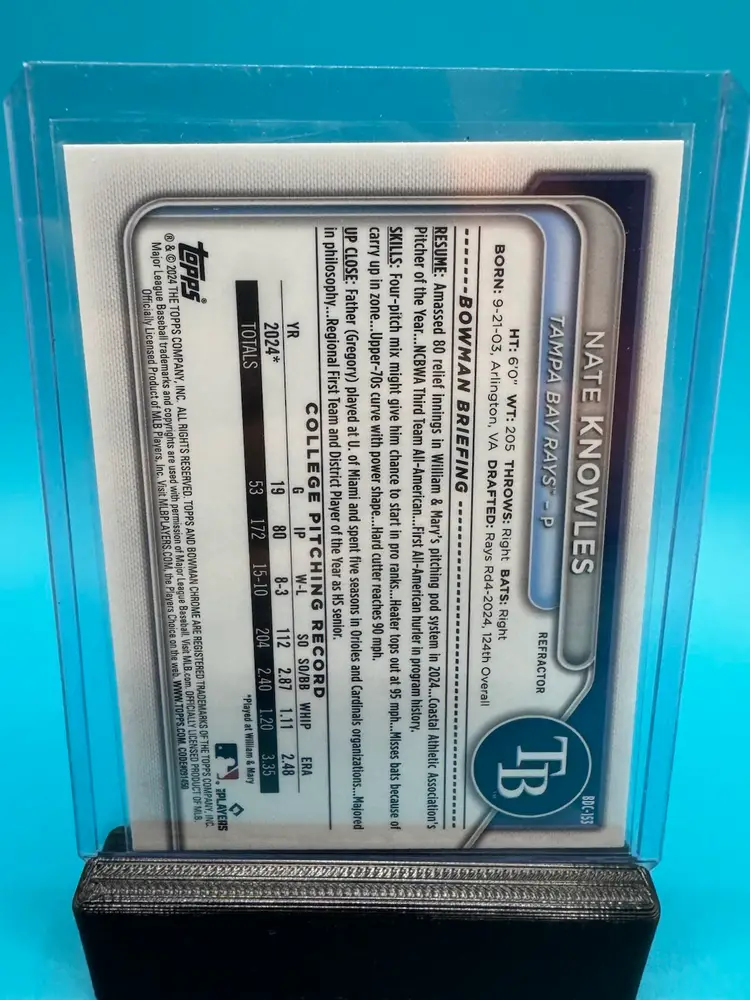 BDC-153
NATE KNOWLES
TAMPA BAY RAYS™ – P
REFRACTOR
TB
HT: 6'0" WT: 205 THROWS: Right BATS: Right
BORN: 9-21-03, Arlington, VA DRAFTED: Rays Rd4-2024, 124th Overall
BOWMAN BRIEFING
RESUME: Amassed 80 relief innings in William & Mary's pitching pod system in 2024...Coastal Athletic Association's
Pitcher of the Year...NCBWA Third Team All-American...First All-American hurler in program history.
SKILLS: Four-pitch mix might give him chance to start in pro ranks...Heater tops out at 95 mph...Misses bats because of
carry up in zone...Upper-70s curve with power shape...Hard cutter reaches 90 mph.
UP CLOSE: Father (Gregory) played at U. of Miami and spent five seasons in Orioles and Cardinals organizations...Majored
in philosophy...Regional First Team and District Player of the Year as HS senior.
COLLEGE PITCHING RECORD
YR G IP W-L SO SO/BB WHIP ERA
2024* 19 80 8-3 112 2.87 1.11 2.48
TOTALS 53 172 15-10 204 2.40 1.20 3.35
*Played at William & Mary
topps®
MLB PLAYERS
® & © 2024 THE TOPPS COMPANY, INC. ALL RIGHTS RESERVED. TOPPS AND BOWMAN CHROME ARE REGISTERED TRADEMARKS OF THE TOPPS COMPANY, INC.
Major League Baseball trademarks and copyrights are used with permission of Major League Baseball. Visit MLB.com. OFFICIALLY LICENSED PRODUCT OF MLB
Officially Licensed Product of MLB Players, Inc. Visit MLBPLAYERS.COM, the Players Choice on the web. WWW.TOPPS.COM. CODE#091450